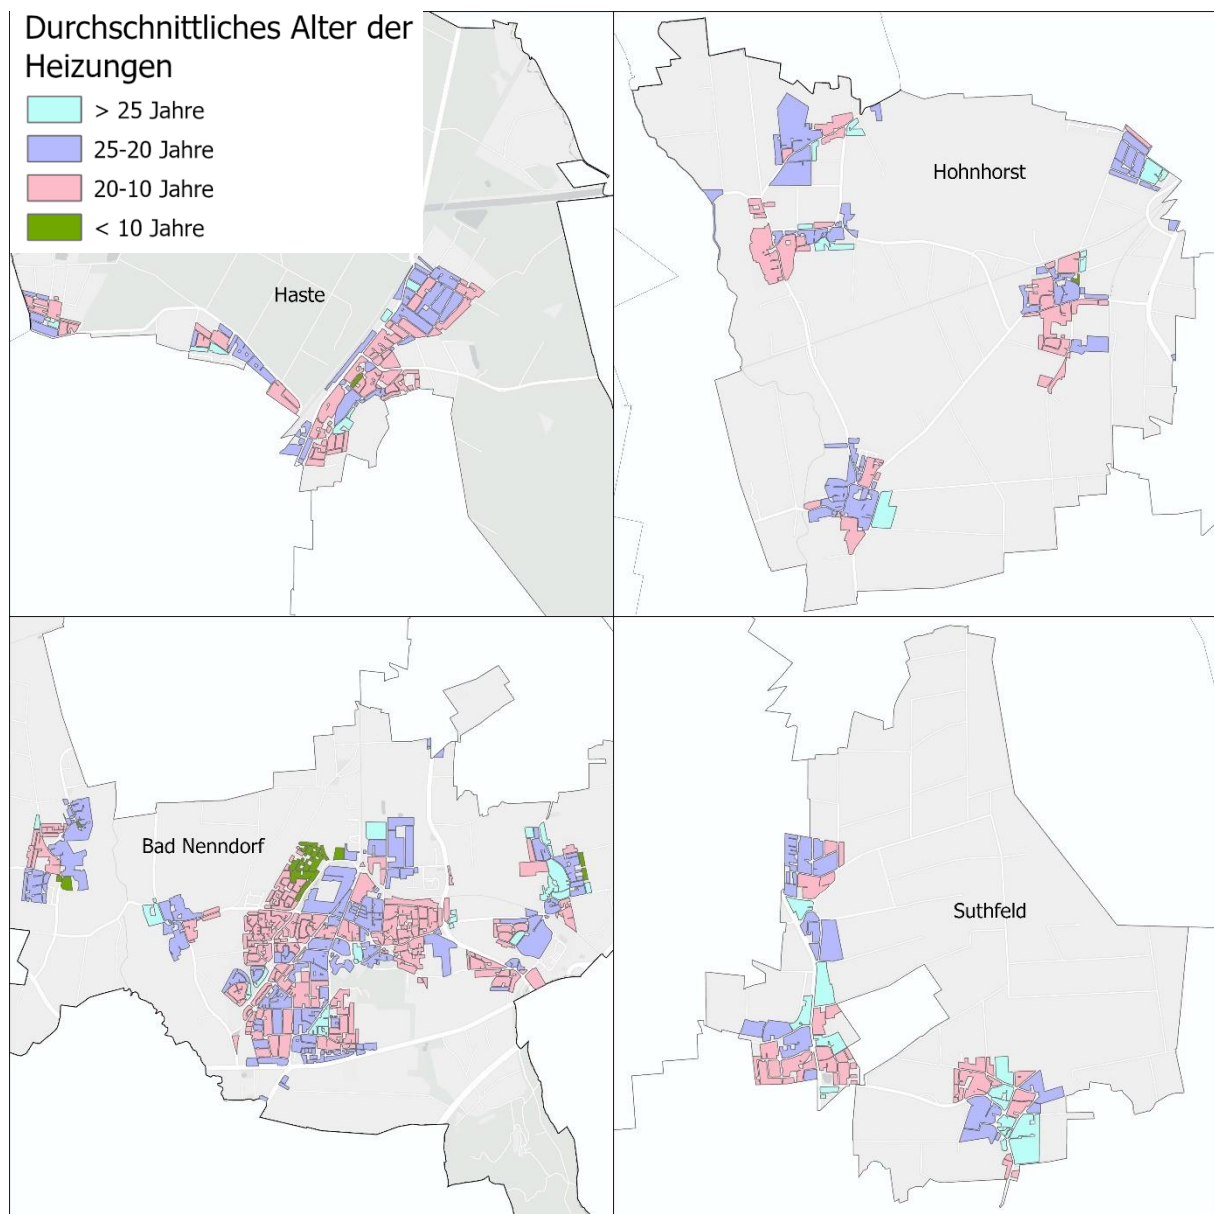 Durchschnittliches Alter der
Heizungen
> 25 Jahre
25-20 Jahre
20-10 Jahre
< 10 Jahre
Haste
Hohnhorst
Bad Nenndorf
Suthfeld